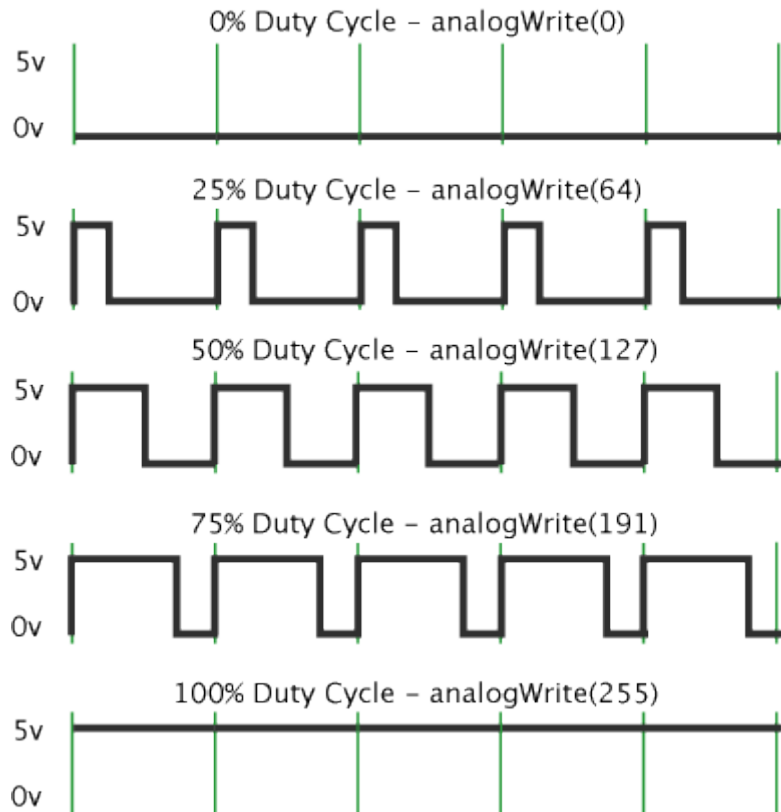 0% Duty Cycle – analogWrite(0)
5v
0v
25% Duty Cycle – analogWrite(64)
5v
0v
50% Duty Cycle – analogWrite(127)
5v
0v
75% Duty Cycle – analogWrite(191)
5v
0v
100% Duty Cycle – analogWrite(255)
5v
0v